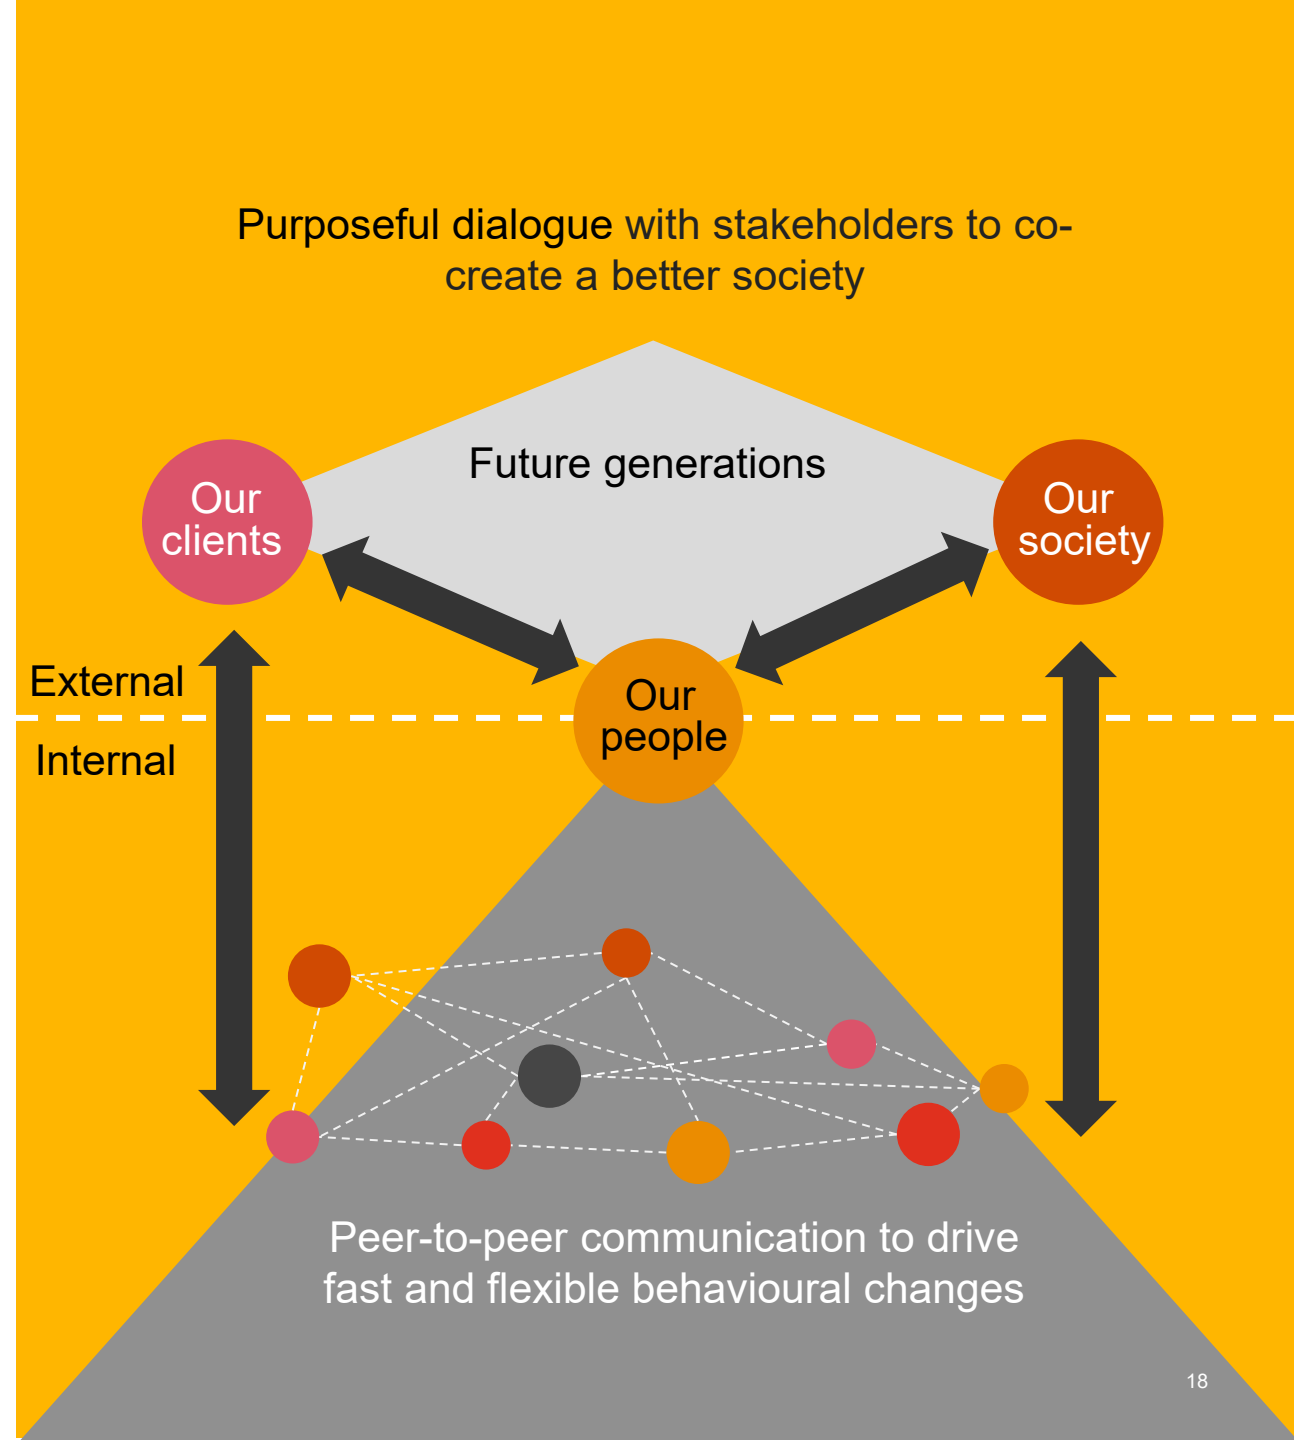 Purposeful dialogue with stakeholders to co-
create a better society
Future generations
Our
clients
Our
society
External
Our
people
Internal
Peer-to-peer communication to drive
fast and flexible behavioural changes
18